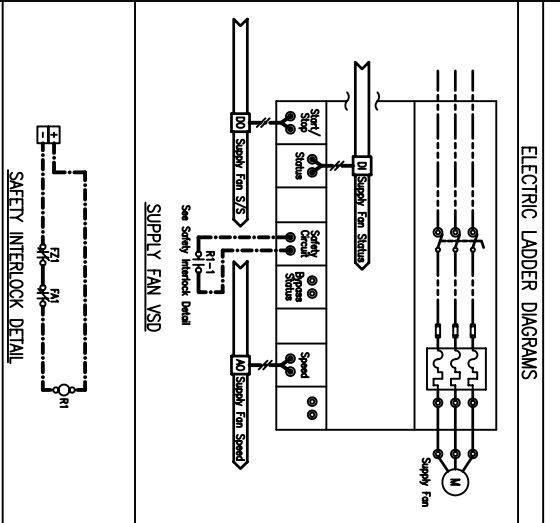 ELECTRIC LADDER DIAGRAMS
M
Supply Fan
DI
Supply Fan Status
Start/
Stop
Status
Safety
Circuit
Bypass
Status
Speed
DO
Supply Fan S/S
R1-1
See Safety
Interlock Detail
AO
Supply Fan Speed
SUPPLY FAN VSD
- +
FZ1
FA1
R1
SAFETY INTERLOCK DETAIL